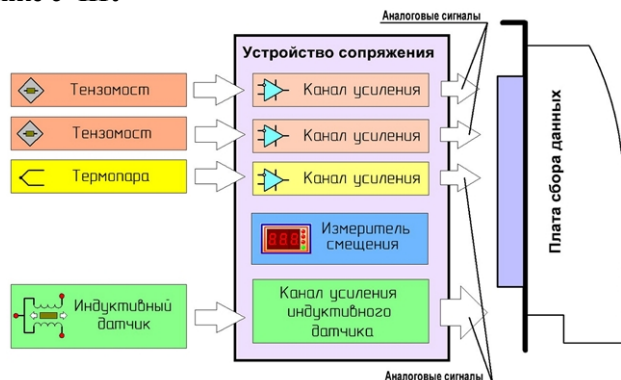 Аналоговые сигналы
Устройство сопряжения
Тензомост
Канал усиления
Тензомост
Канал усиления
Термопара
Канал усиления
Измеритель
смещения
Индуктивный
датчик
Канал усиления
индуктивного
датчика
Плата сбора данных
Аналоговые сигналы